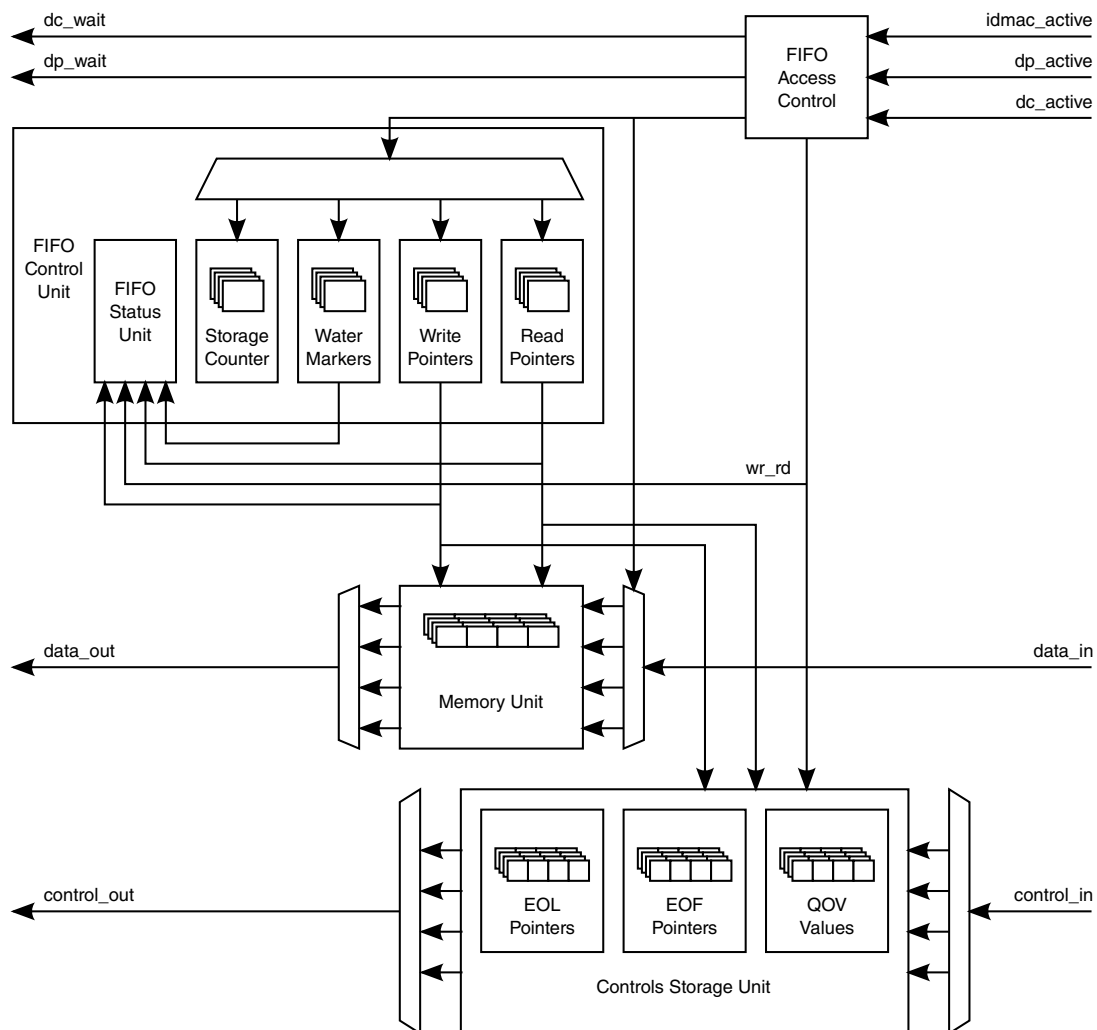 dc_wait
idmac_active
dp_wait
dp_active
dc_active
FIFO
Access
Control
FIFO
Control
Unit
FIFO
Status
Unit
Storage
Counter
Water
Markers
Write
Pointers
Read
Pointers
wr_rd
data_out
Memory Unit
data_in
control_out
EOL
Pointers
EOF
Pointers
QOV
Values
control_in
Controls Storage Unit